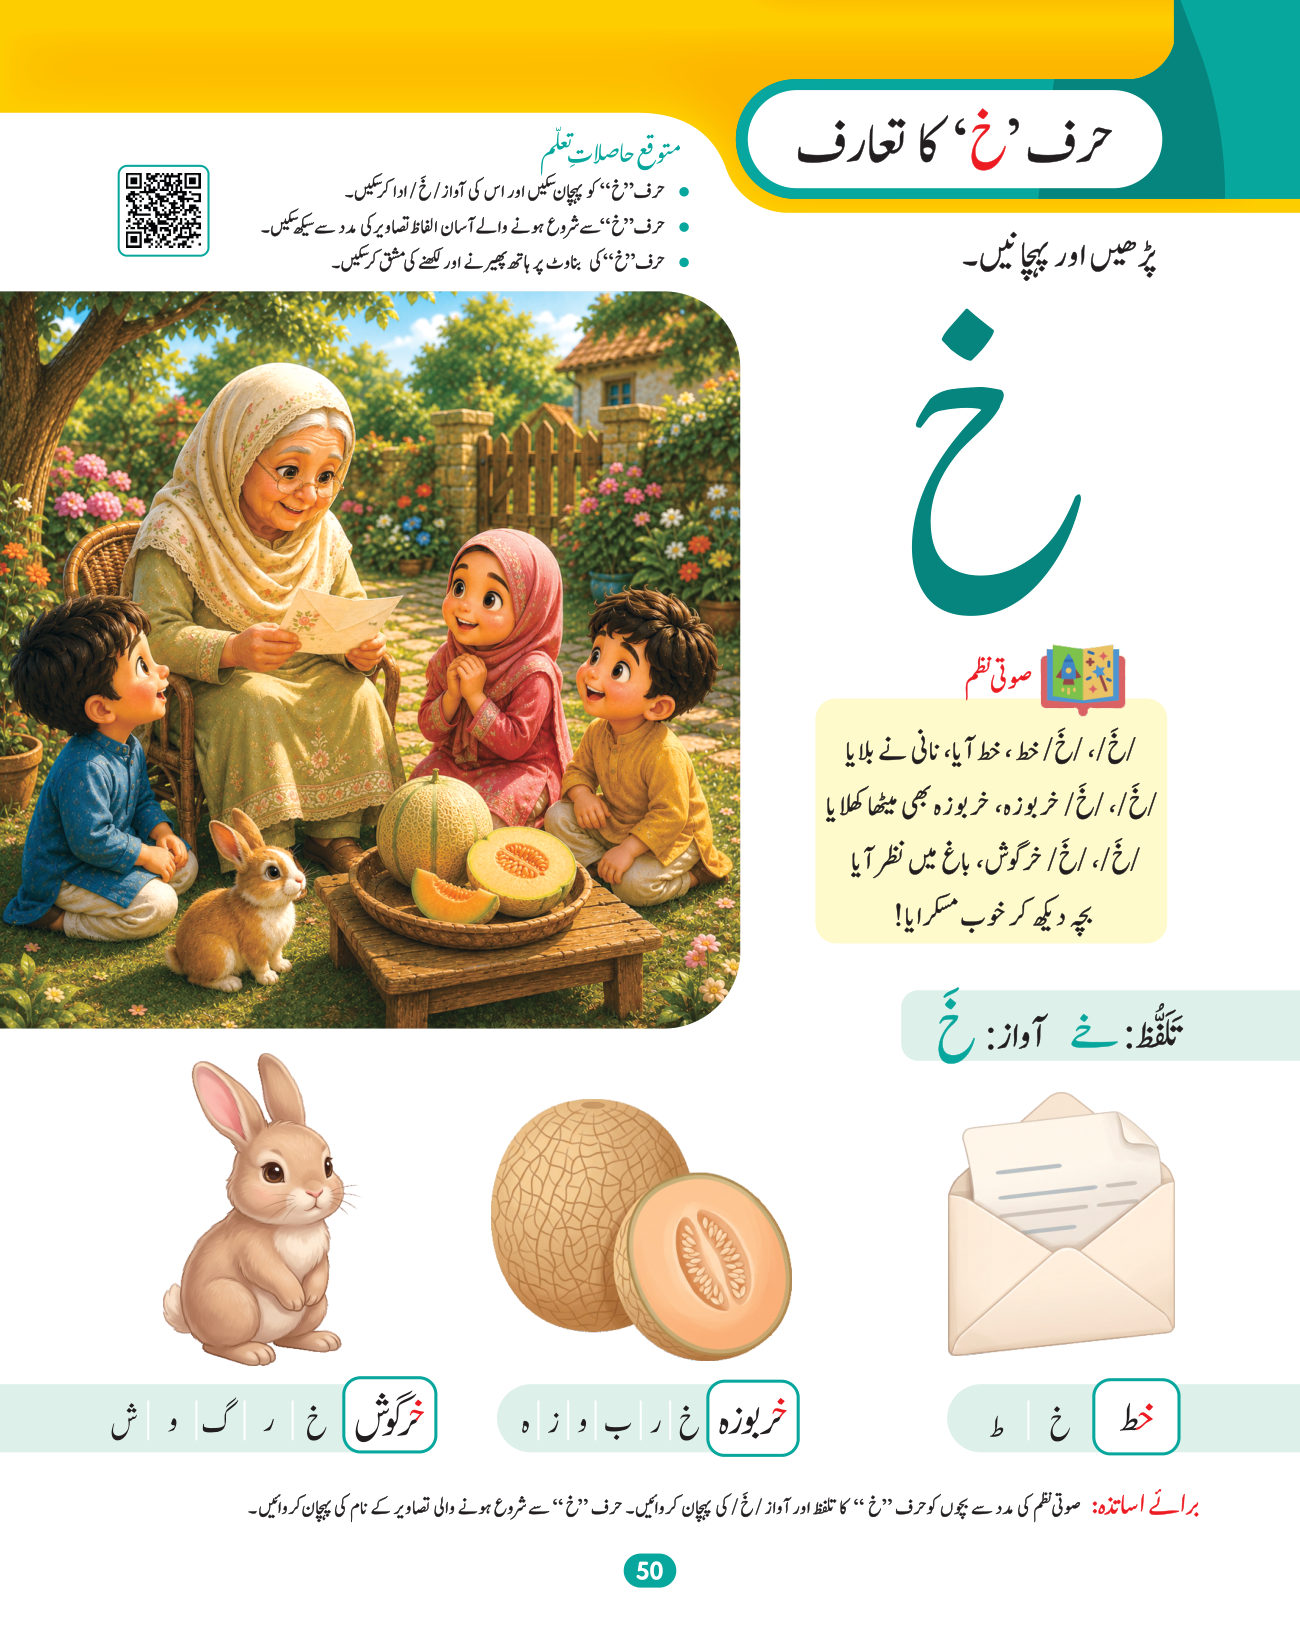 حرف ’خ‘ کا تعارف
متوقع حاصلاتِ تعلّم
حرف ”خ“ کو پہچان سکیں اور اس کی آواز /خَ/ ادا کر سکیں۔
حرف ”خ“ سے شروع ہونے والے آسان الفاظ تصاویر کی مدد سے سیکھ سکیں۔
حرف ”خ“ کی بناوٹ پر ہاتھ پھیرنے اور لکھنے کی مشق کر سکیں۔
پڑھیں اور پہچانیں۔
خ
صوتی نظم
/خَ/، /خَ/ خط، خط آیا، نانی نے بلایا
/خَ/، /خَ/ خربوزہ، خربوزہ بھی میٹھا کھلایا
/خَ/، /خَ/ خرگوش، باغ میں نظر آیا
بچہ دیکھ کر خوب مسکرایا!
تَلَفُّظ: خے آواز: خَ
خط خ ط
خربوزہ خ ر ب و ز ہ
خرگوش خ ر گ و ش
برائے اساتذہ: صوتی نظم کی مدد سے بچوں کو حرف ”خ“ کا تلفظ اور آواز /خَ/ کی پہچان کروائیں۔ حرف ”خ“ سے شروع ہونے والی تصاویر کے نام کی پہچان کروائیں۔
50